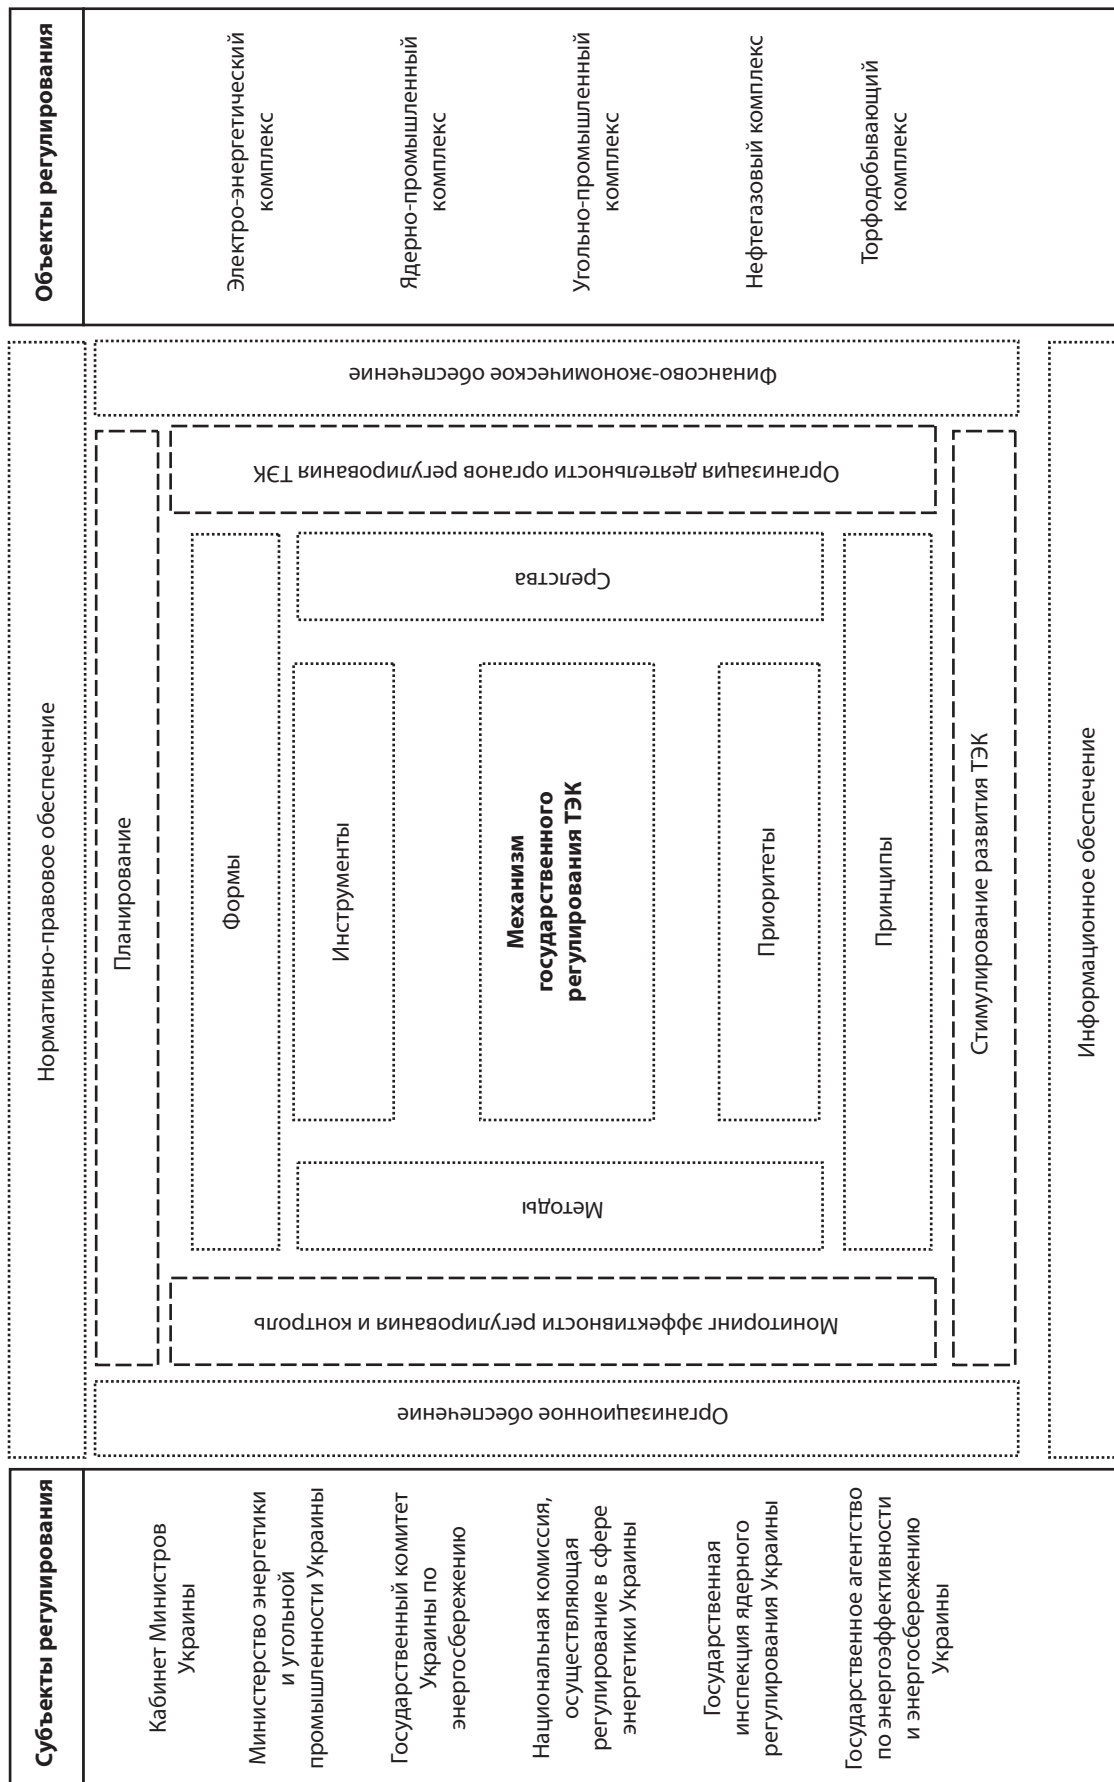 Субъекты регулирования
Кабинет Министров
Украины
Министерство энергетики
и угольной
промышленности Украины
Государственный комитет
Украины по
энергосбережению
Национальная комиссия,
осуществляющая
регулирование в сфере
энергетики Украины
Государственная
инспекция ядерного
регулирования Украины
Государственное агентство
по энергоэффективности
и энергосбережению
Украины
Нормативно-правовое обеспечение
Организационное обеспечение
Планирование
Мониторинг эффективности регулирования и контроль
Формы
Методы
Инструменты
Механизм
государственного
регулирования ТЭК
Приоритеты
Срелства
Принципы
Организация деятельности органов регулирования ТЭК
Стимулирование развития ТЭК
Финансово-экономическое обеспечение
Информационное обеспечение
Объекты регулирования
Электро-энергетический
комплекс
Ядерно-промышленный
комплекс
Угольно-промышленный
комплекс
Нефтегазовый комплекс
Торфодобывающий
комплекс